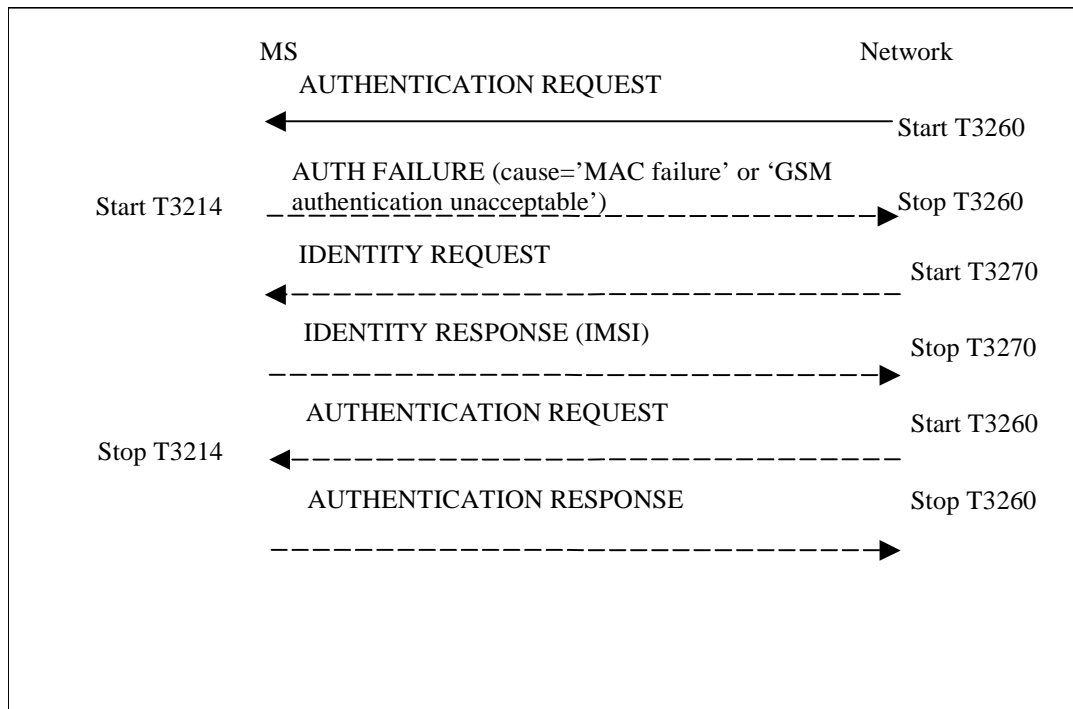 MS Network
AUTHENTICATION REQUEST
Start T3260
AUTH FAILURE (cause=’MAC failure’ or ‘GSM
authentication unacceptable’)
Start T3214
Stop T3260
IDENTITY REQUEST
Start T3270
IDENTITY RESPONSE (IMSI)
Stop T3270
AUTHENTICATION REQUEST
Start T3260
Stop T3214
AUTHENTICATION RESPONSE
Stop T3260